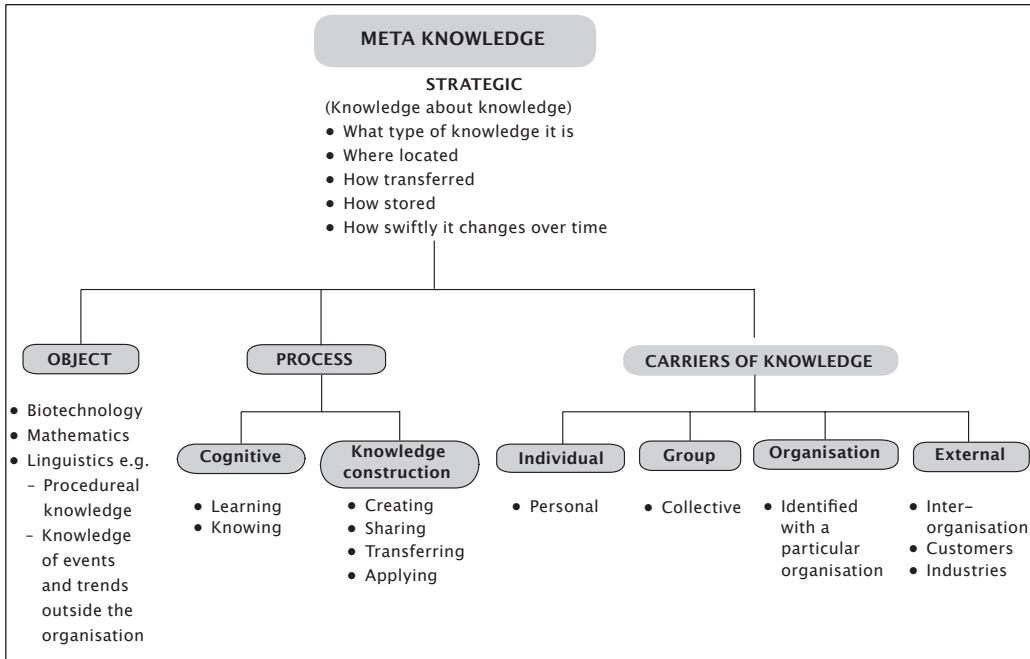 META KNOWLEDGE
STRATEGIC
(Knowledge about knowledge)
• What type of knowledge it is
• Where located
• How transferred
• How stored
• How swiftly it changes over time
OBJECT
• Biotechnology
• Mathematics
• Linguistics e.g.
– Procedureal
knowledge
– Knowledge
of events
and trends
outside the
organisation
PROCESS
Cognitive
• Learning
• Knowing
Knowledge
construction
• Creating
• Sharing
• Transferring
• Applying
CARRIERS OF KNOWLEDGE
Individual
• Personal
Group
• Collective
Organisation
• Identified
with a
particular
organisation
External
• Inter-
organisation
• Customers
• Industries